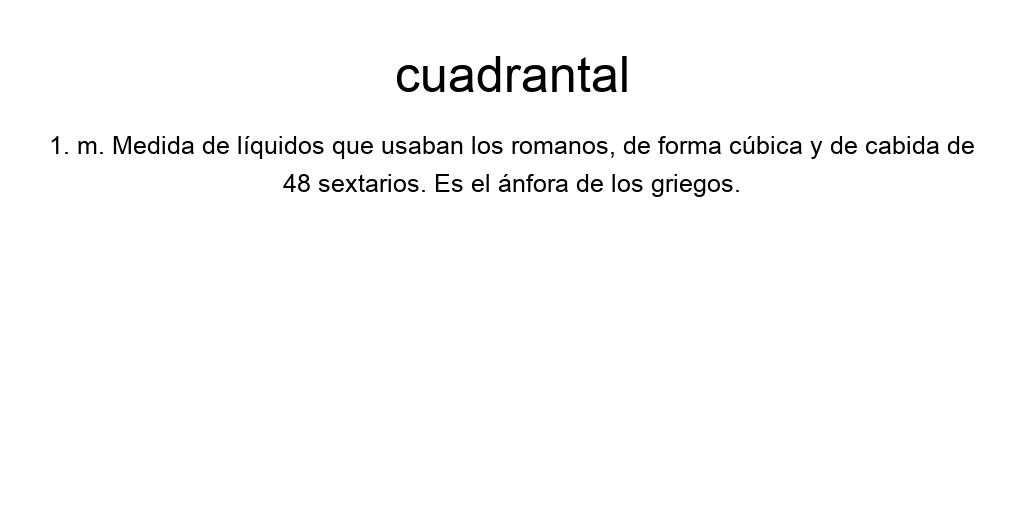 cuadrantal
1. m. Medida de líquidos que usaban los romanos, de forma cúbica y de cabida de
48 sextarios. Es el ánfora de los griegos.